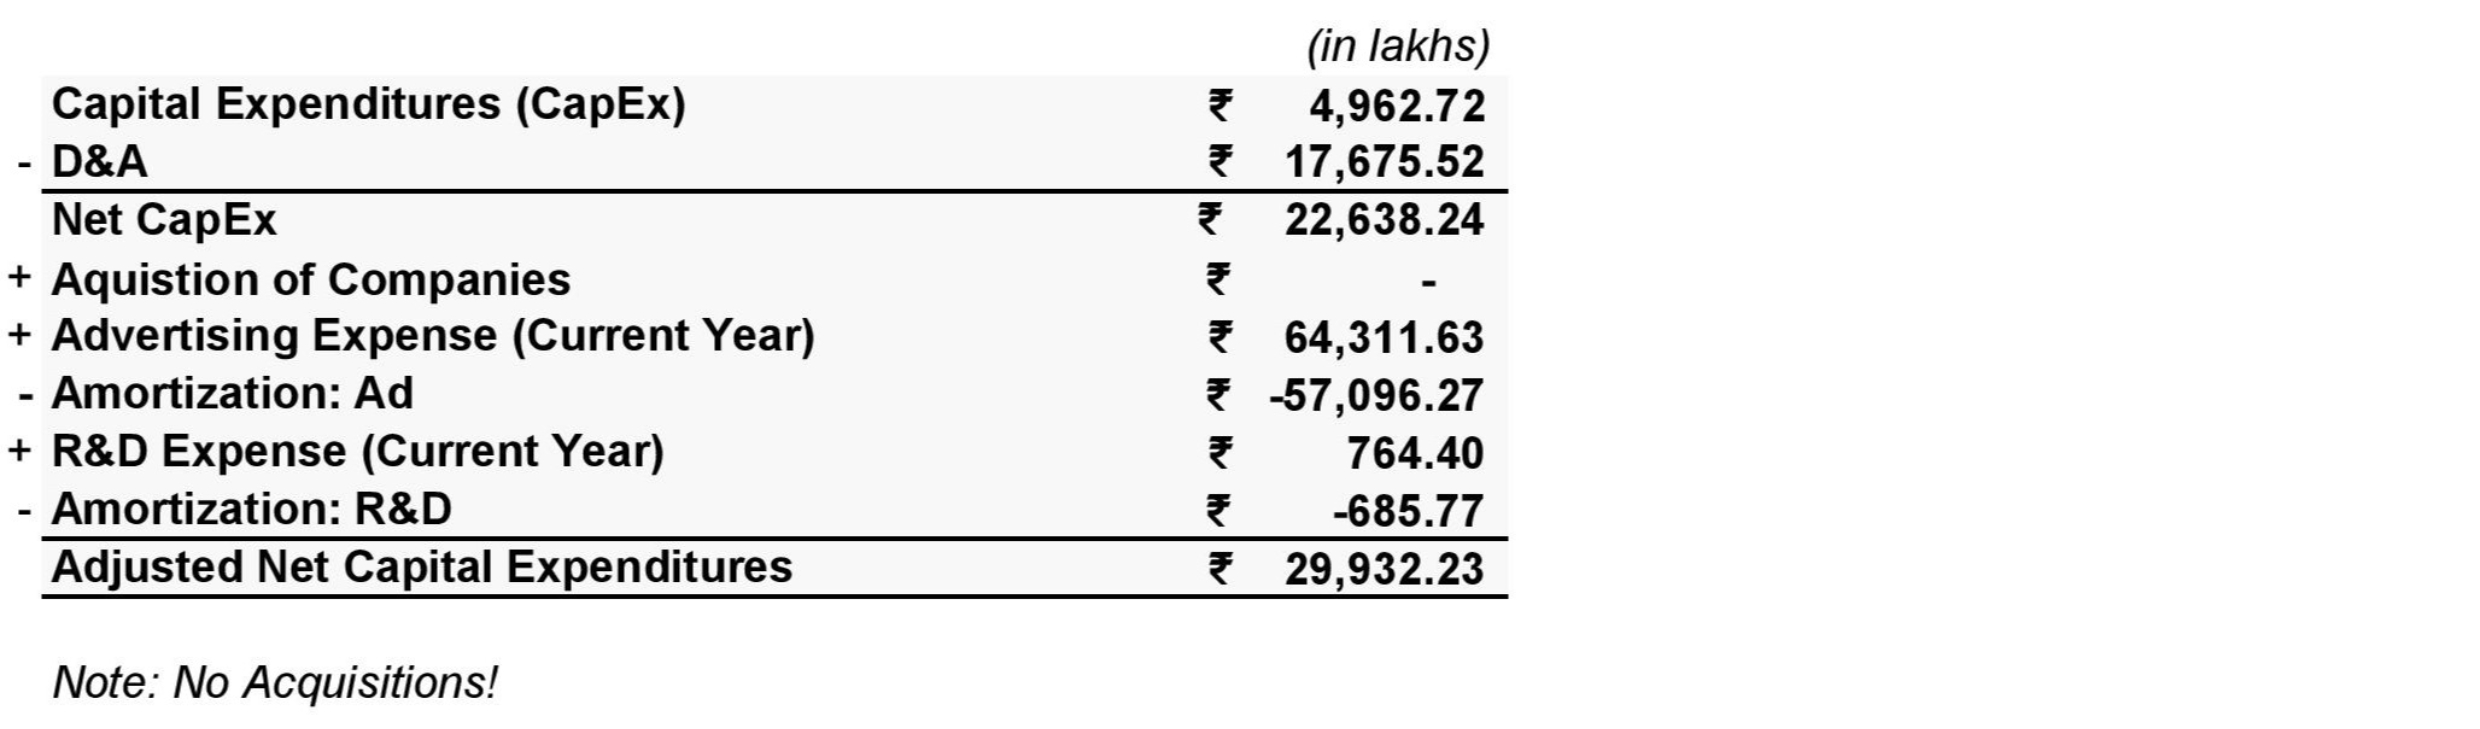 (in lakhs)
Capital Expenditures (CapEx) ₹ 4,962.72
- D&A ₹ 17,675.52
Net CapEx ₹ 22,638.24
+ Aquistion of Companies ₹ -
+ Advertising Expense (Current Year) ₹ 64,311.63
- Amortization: Ad ₹ -57,096.27
+ R&D Expense (Current Year) ₹ 764.40
- Amortization: R&D ₹ -685.77
Adjusted Net Capital Expenditures ₹ 29,932.23
Note: No Acquisitions!